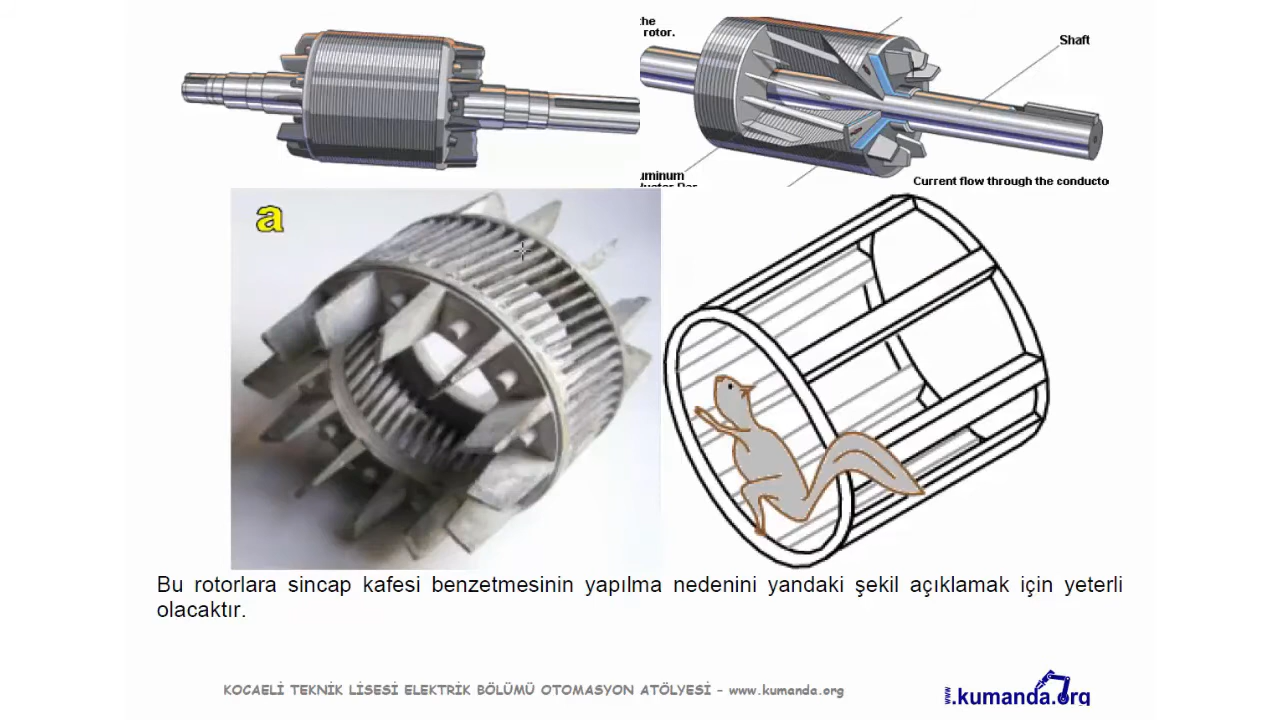 the
rotor.
Shaft
uminum
Current flow through the conducto
a
Bu rotorlara sincap kafesi benzetmesinin yapılma nedenini yandaki şekil açıklamak için yeterli
olacaktır.
KOCAELİ TEKNİK LİSESİ ELEKTRİK BÖLÜMÜ OTOMASYON ATÖLYESİ - www.kumanda.org
www.kumanda.org